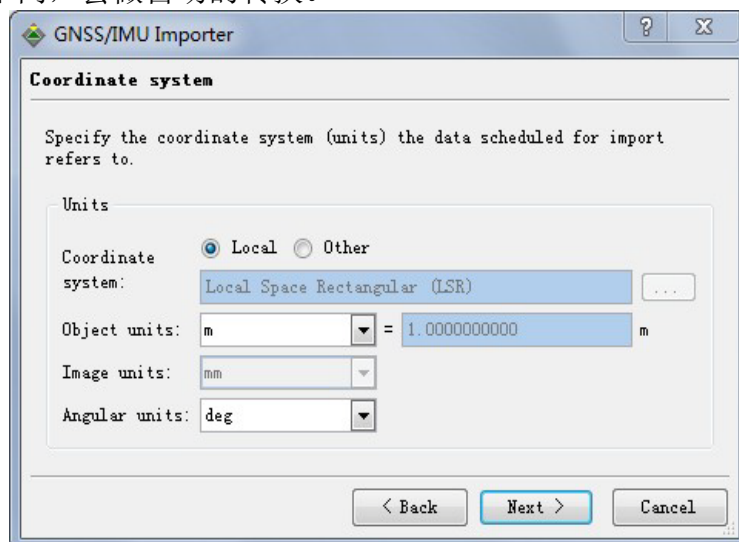 GNSS/IMU Importer
Coordinate system
Specify the coordinate system (units) the data scheduled for import
refers to.
Units
Coordinate system: Local Other
Local Space Rectangular (LSR) ...
Object units: m = 1.0000000000 m
Image units: mm
Angular units: deg
< Back Next > Cancel